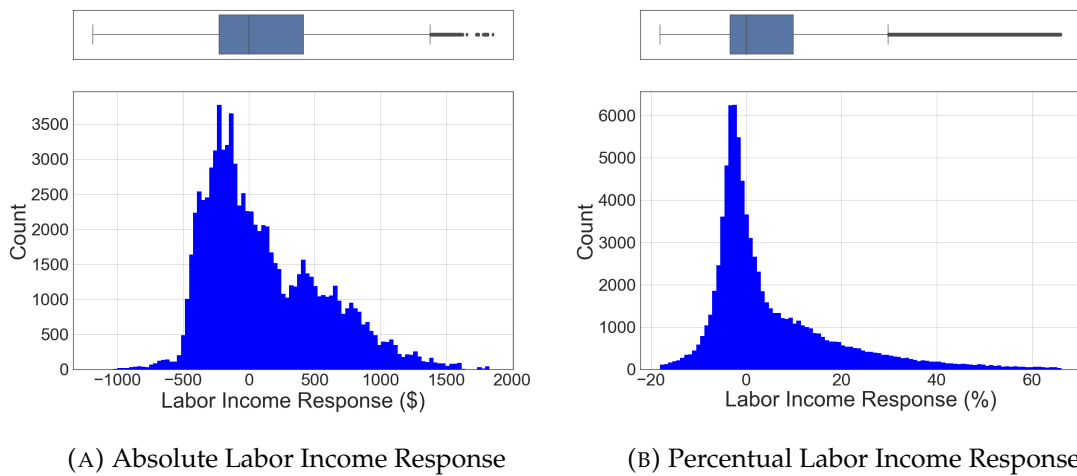 3500
3000
2500
2000
1500
1000
500
0
Count
−1000 −500 0 500 1000 1500 2000
Labor Income Response ($)
(A) Absolute Labor Income Response
6000
5000
4000
3000
2000
1000
0
Count
−20 0 20 40 60
Labor Income Response (%)
(B) Percentual Labor Income Response